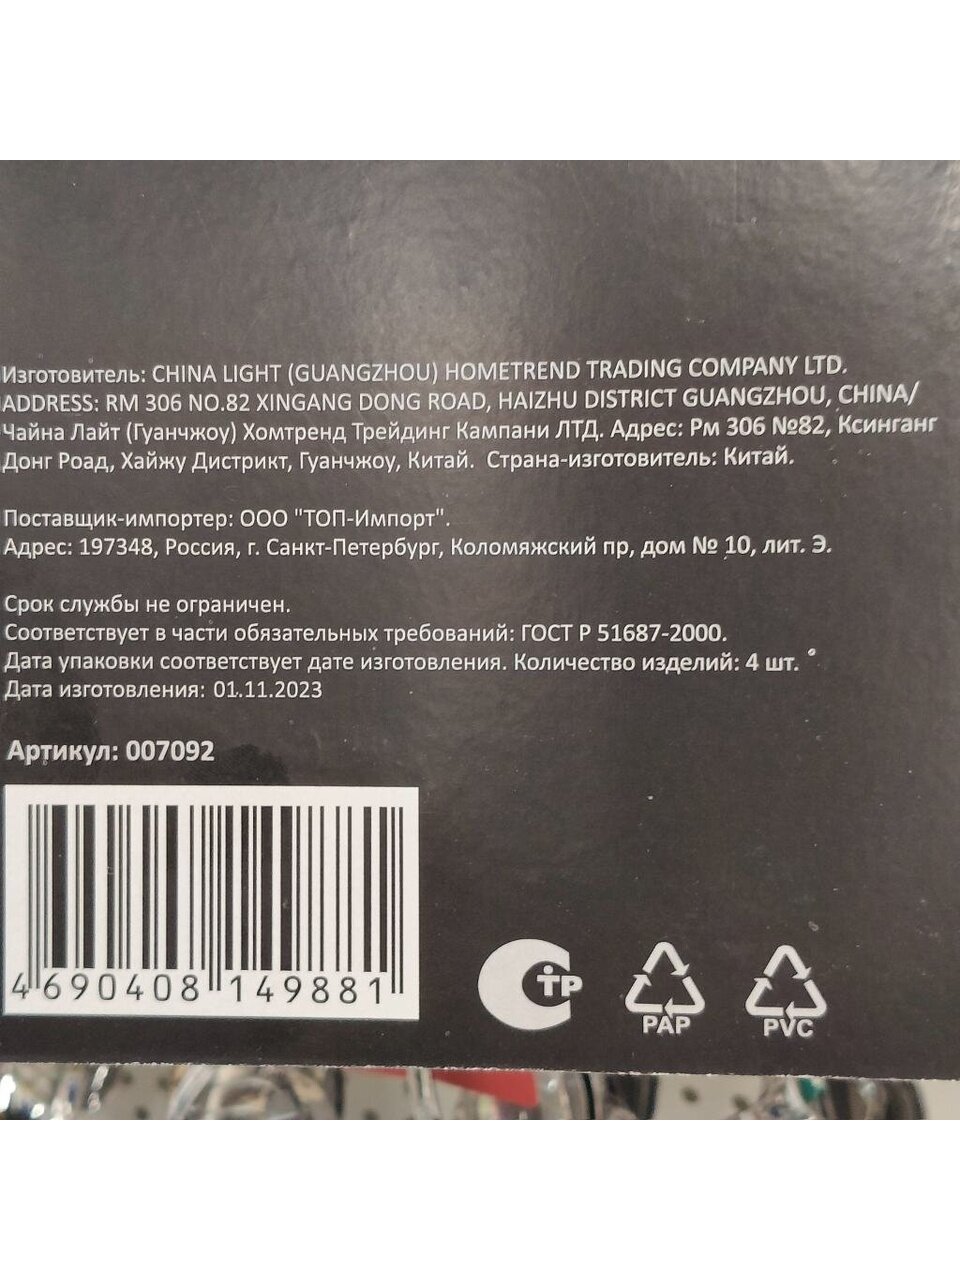 Изготовитель: CHINA LIGHT (GUANGZHOU) HOMETREND TRADING COMPANY LTD.
ADDRESS: RM 306 NO.82 XINGANG DONG ROAD, HAIZHU DISTRICT GUANGZHOU, CHINA/
Чайна Лайт (Гуанчжоу) Хомтренд Трейдинг Кампани ЛТД. Адрес: Рм 306 №82, Ксинганг
Донг Роад, Хайжу Дистрикт, Гуанчжоу, Китай. Страна-изготовитель: Китай.
Поставщик-импортер: ООО "ТОП-Импорт".
Адрес: 197348, Россия, г. Санкт-Петербург, Коломяжский пр, дом № 10, лит. Э.
Срок службы не ограничен.
Соответствует в части обязательных требований: ГОСТ Р 51687-2000.
Дата упаковки соответствует дате изготовления. Количество изделий: 4 шт.
Дата изготовления: 01.11.2023
Артикул: 007092
4 690408 149881
СТР
PAP
PVC